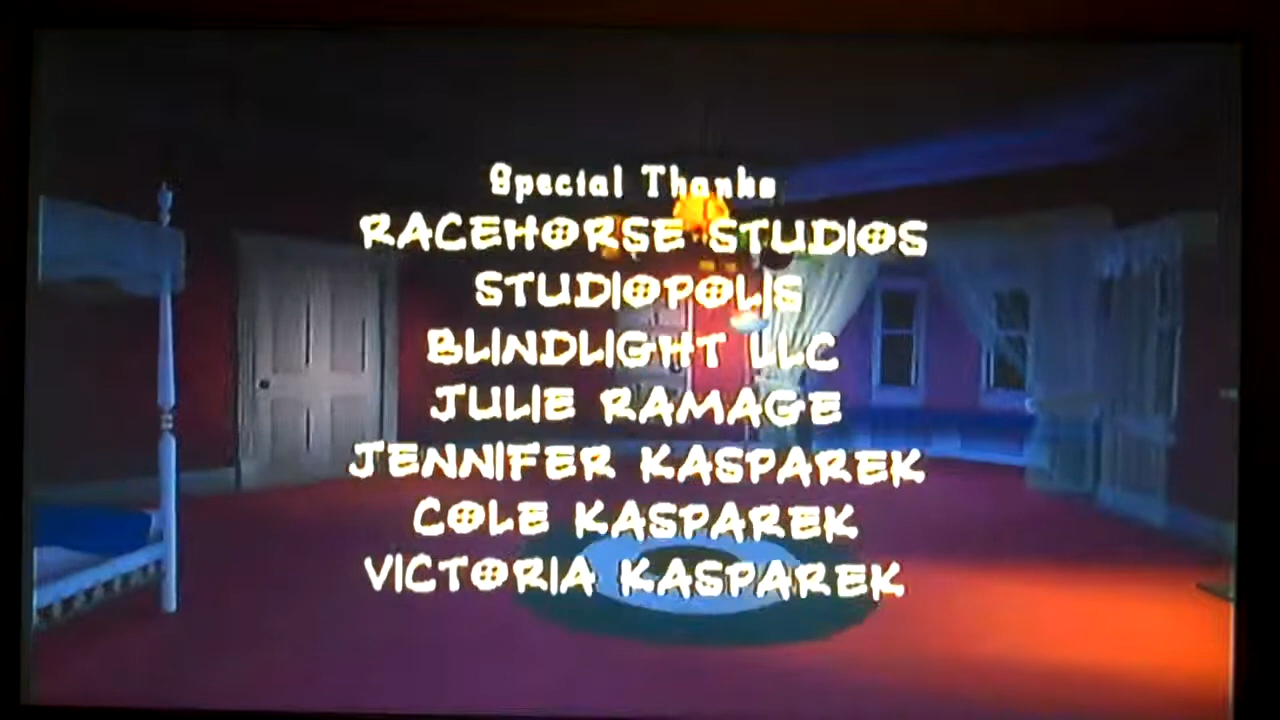 Special Thanks
RACEHORSE STUDIOS
STUDIOPOLIS
BLINDLIGHT LLC
JULIE RAMAGE
JENNIFER KASPAREK
COLE KASPAREK
VICTORIA KASPAREK